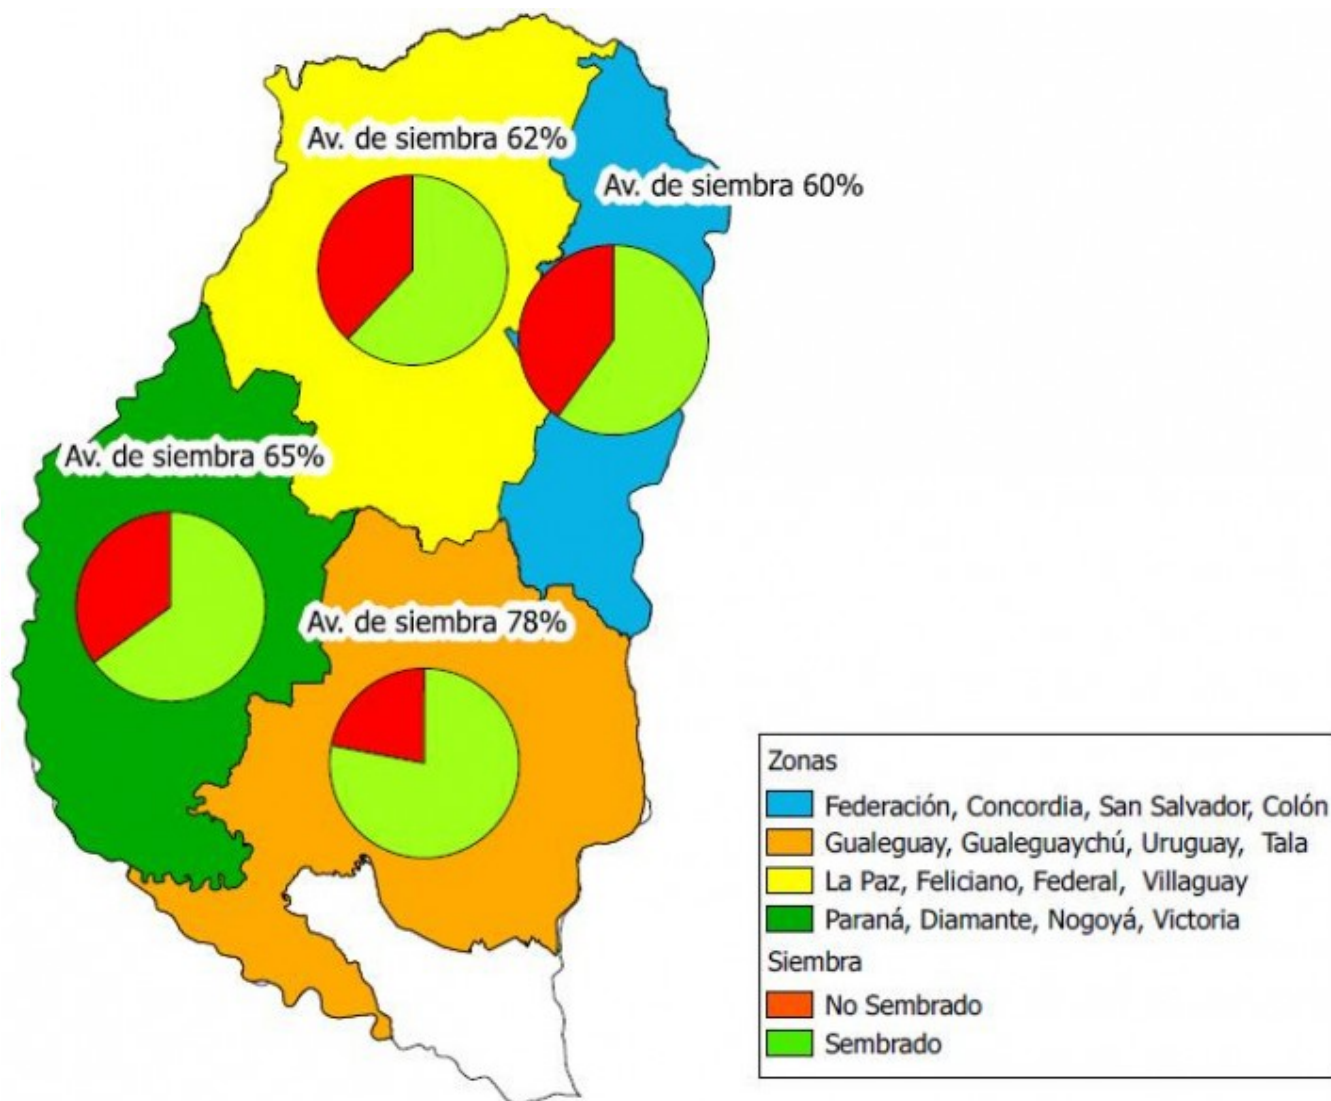 Av. de siembra 62%
Av. de siembra 60%
Av. de siembra 65%
Av. de siembra 78%
Zonas
Federación, Concordia, San Salvador, Colón
Gualeguay, Gualeguaychú, Uruguay, Tala
La Paz, Feliciano, Federal, Villaguay
Paraná, Diamante, Nogoyá, Victoria
Siembra
No Sembrado
Sembrado